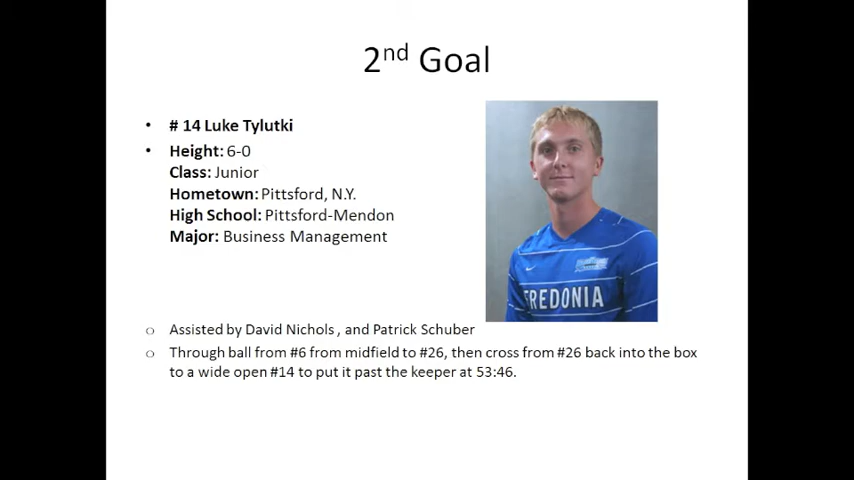 2nd Goal
• # 14 Luke Tylutki
• Height: 6-0
Class: Junior
Hometown: Pittsford, N.Y.
High School: Pittsford-Mendon
Major: Business Management
FREDONIA
○ Assisted by David Nichols , and Patrick Schuber
○ Through ball from #6 from midfield to #26, then cross from #26 back into the box
to a wide open #14 to put it past the keeper at 53:46.